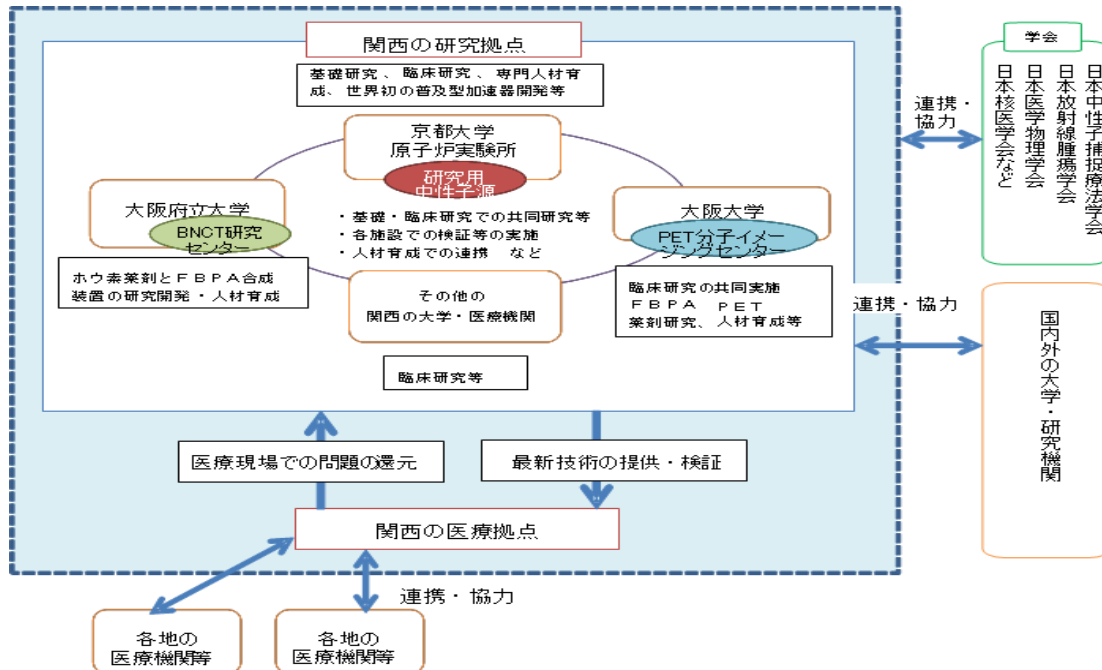 関西の研究拠点
基礎研究、臨床研究、専門人材育
成、世界初の普及型加速器開発等
京都大学
原子炉実験所
研究用
中性子源
大阪府立大学
BNCT研究
センター
ホウ素薬剤とFBPA合成
装置の研究開発・人材育成
・基礎・臨床研究での共同研究等
・各施設での検証等の実施
・人材育成での連携 など
大阪大学
PET分子イメー
ジングセンター
臨床研究の共同実施
FBPA PET
薬剤研究、人材育成等
その他の
関西の大学・医療機関
臨床研究等
医療現場での問題の還元
最新技術の提供・検証
関西の医療拠点
連携・協力
各地の
医療機関等
各地の
医療機関等
連携・
協力
学会
日本中性子捕捉療法学会
日本放射線腫瘍学会
日本医学物理学会
日本核医学会など
連携・協力
国内外の大学・研究機関